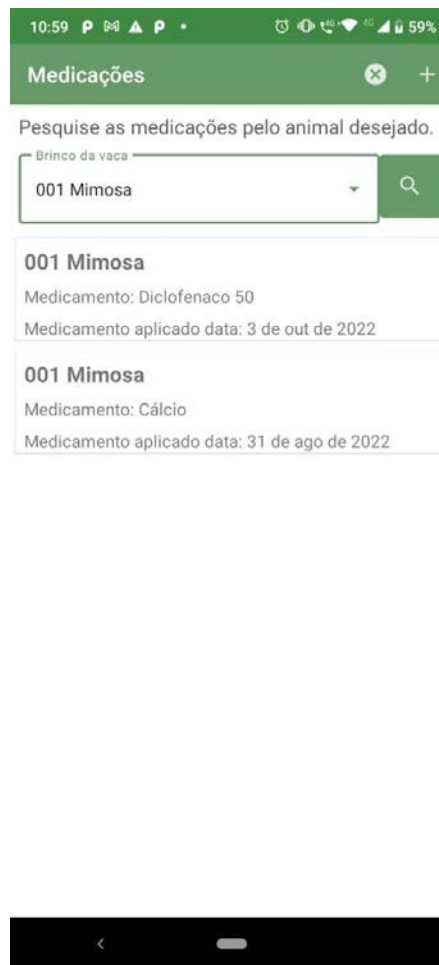 10:59 P M P 4G 59%
Medicações
Pesquise as medicações pelo animal desejado.
Brinco da vaca
001 Mimosa
001 Mimosa
Medicamento: Diclofenaco 50
Medicamento aplicado data: 3 de out de 2022
001 Mimosa
Medicamento: Cálcio
Medicamento aplicado data: 31 de ago de 2022